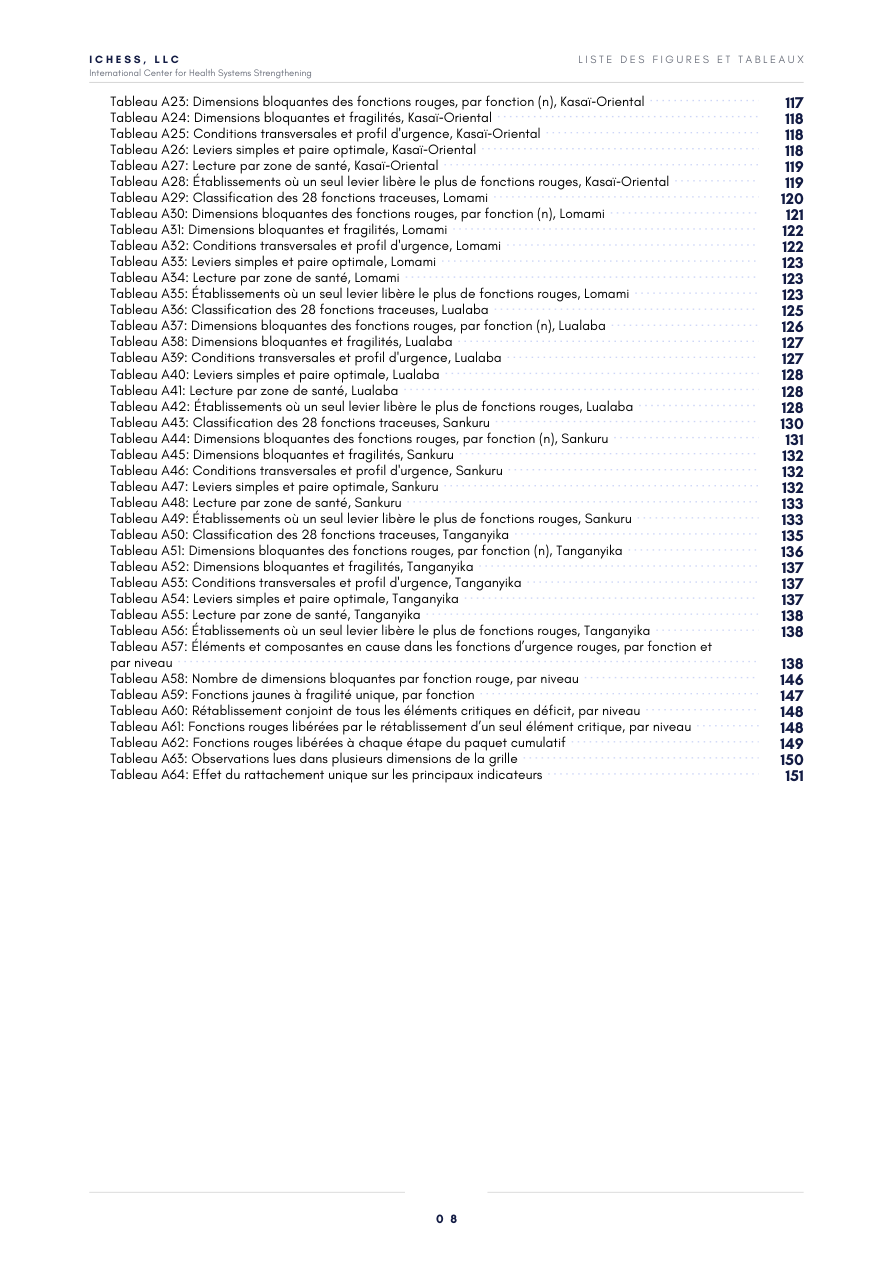 ICHESS, LLC
LISTE DES FIGURES ET TABLEAUX
International Center for Health Systems Strengthening
Tableau A23: Dimensions bloquantes des fonctions rouges, par fonction (n), Kasaï-Oriental 117
Tableau A24: Dimensions bloquantes et fragilités, Kasaï-Oriental 118
Tableau A25: Conditions transversales et profil d'urgence, Kasaï-Oriental 118
Tableau A26: Leviers simples et paire optimale, Kasaï-Oriental 118
Tableau A27: Lecture par zone de santé, Kasaï-Oriental 119
Tableau A28: Établissements où un seul levier libère le plus de fonctions rouges, Kasaï-Oriental 119
Tableau A29: Classification des 28 fonctions traceuses, Lomami 120
Tableau A30: Dimensions bloquantes des fonctions rouges, par fonction (n), Lomami 121
Tableau A31: Dimensions bloquantes et fragilités, Lomami 122
Tableau A32: Conditions transversales et profil d'urgence, Lomami 122
Tableau A33: Leviers simples et paire optimale, Lomami 123
Tableau A34: Lecture par zone de santé, Lomami 123
Tableau A35: Établissements où un seul levier libère le plus de fonctions rouges, Lomami 123
Tableau A36: Classification des 28 fonctions traceuses, Lualaba 125
Tableau A37: Dimensions bloquantes des fonctions rouges, par fonction (n), Lualaba 126
Tableau A38: Dimensions bloquantes et fragilités, Lualaba 127
Tableau A39: Conditions transversales et profil d'urgence, Lualaba 127
Tableau A40: Leviers simples et paire optimale, Lualaba 128
Tableau A41: Lecture par zone de santé, Lualaba 128
Tableau A42: Établissements où un seul levier libère le plus de fonctions rouges, Lualaba 128
Tableau A43: Classification des 28 fonctions traceuses, Sankuru 130
Tableau A44: Dimensions bloquantes des fonctions rouges, par fonction (n), Sankuru 131
Tableau A45: Dimensions bloquantes et fragilités, Sankuru 132
Tableau A46: Conditions transversales et profil d'urgence, Sankuru 132
Tableau A47: Leviers simples et paire optimale, Sankuru 132
Tableau A48: Lecture par zone de santé, Sankuru 133
Tableau A49: Établissements où un seul levier libère le plus de fonctions rouges, Sankuru 133
Tableau A50: Classification des 28 fonctions traceuses, Tanganyika 135
Tableau A51: Dimensions bloquantes des fonctions rouges, par fonction (n), Tanganyika 136
Tableau A52: Dimensions bloquantes et fragilités, Tanganyika 137
Tableau A53: Conditions transversales et profil d'urgence, Tanganyika 137
Tableau A54: Leviers simples et paire optimale, Tanganyika 137
Tableau A55: Lecture par zone de santé, Tanganyika 138
Tableau A56: Établissements où un seul levier libère le plus de fonctions rouges, Tanganyika 138
Tableau A57: Éléments et composantes en cause dans les fonctions d’urgence rouges, par fonction et
par niveau 138
Tableau A58: Nombre de dimensions bloquantes par fonction rouge, par niveau 146
Tableau A59: Fonctions jaunes à fragilité unique, par fonction 147
Tableau A60: Rétablissement conjoint de tous les éléments critiques en déficit, par niveau 148
Tableau A61: Fonctions rouges libérées par le rétablissement d’un seul élément critique, par niveau 148
Tableau A62: Fonctions rouges libérées à chaque étape du paquet cumulatif 149
Tableau A63: Observations lues dans plusieurs dimensions de la grille 150
Tableau A64: Effet du rattachement unique sur les principaux indicateurs 151
08